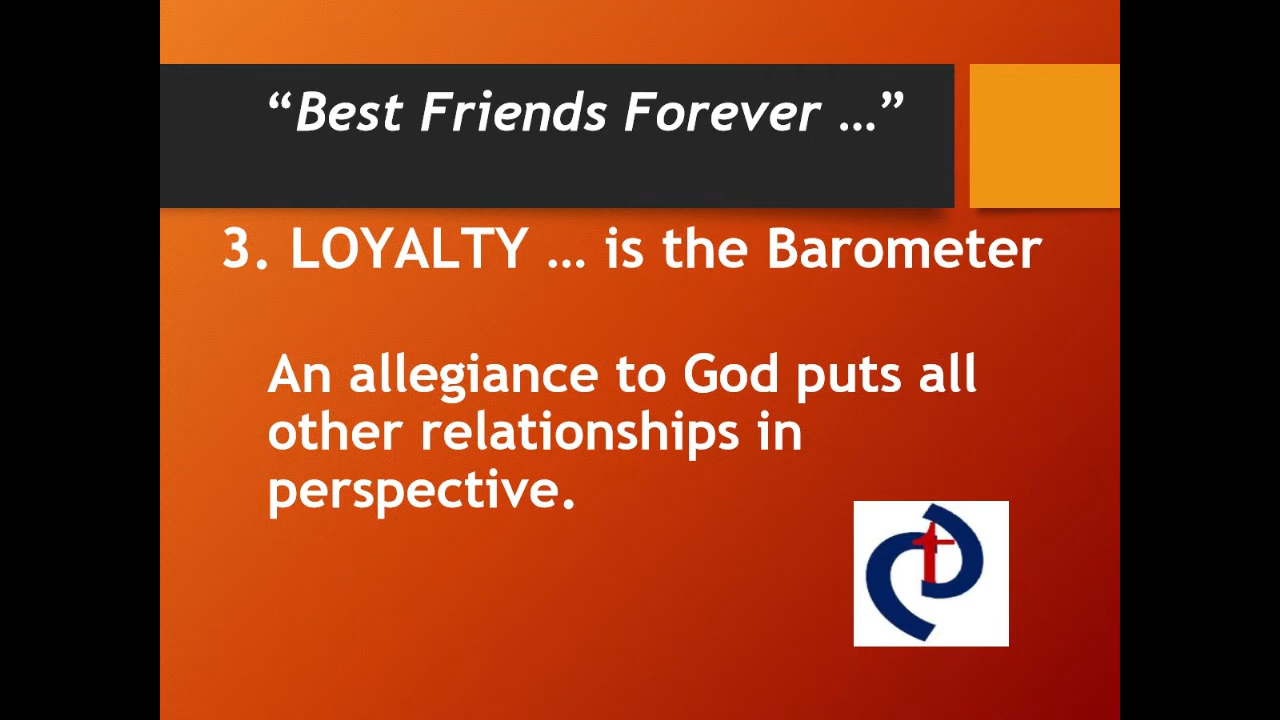 “Best Friends Forever …”
3. LOYALTY … is the Barometer
An allegiance to God puts all
other relationships in
perspective.